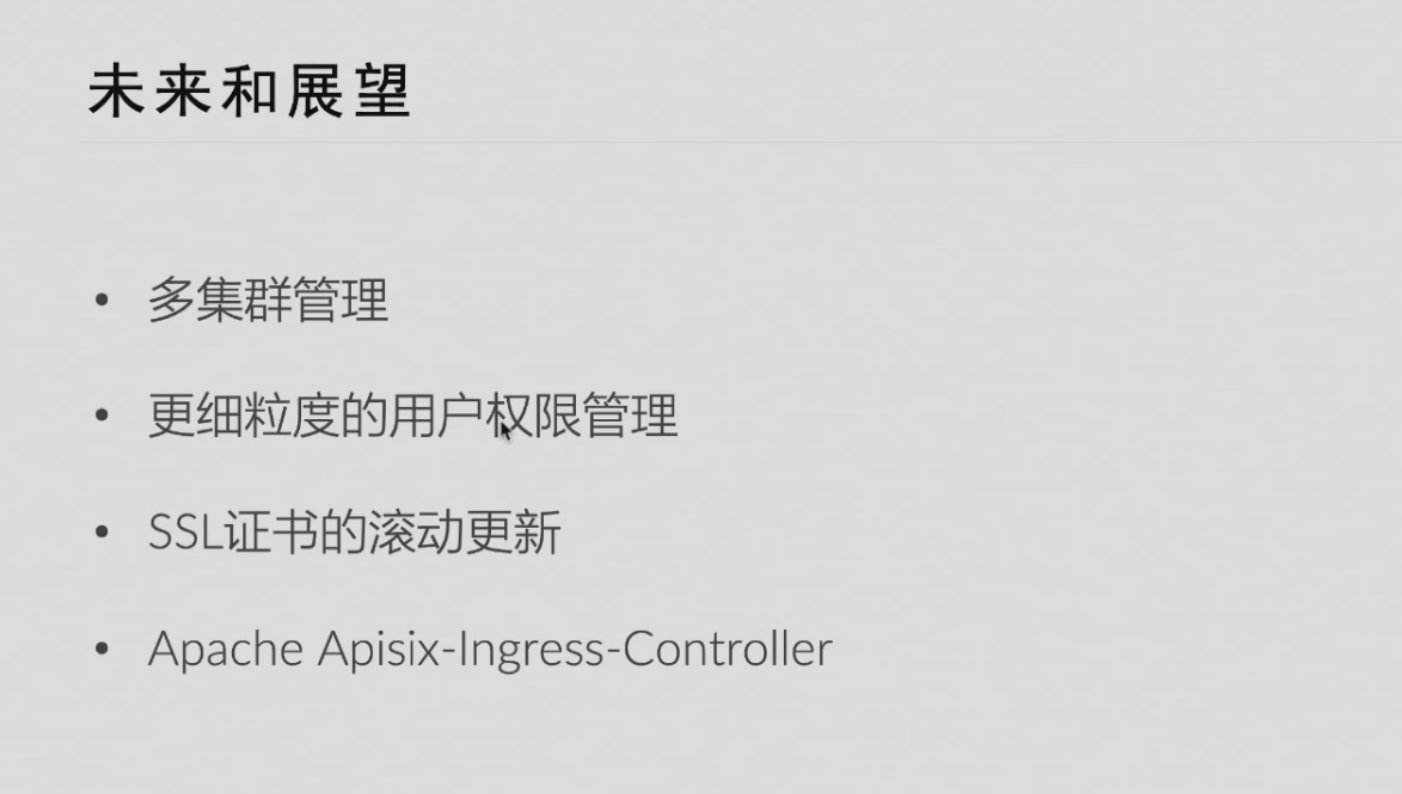 未来和展望
• 多集群管理
• 更细粒度的用户权限管理
• SSL证书的滚动更新
• Apache Apisix-Ingress-Controller